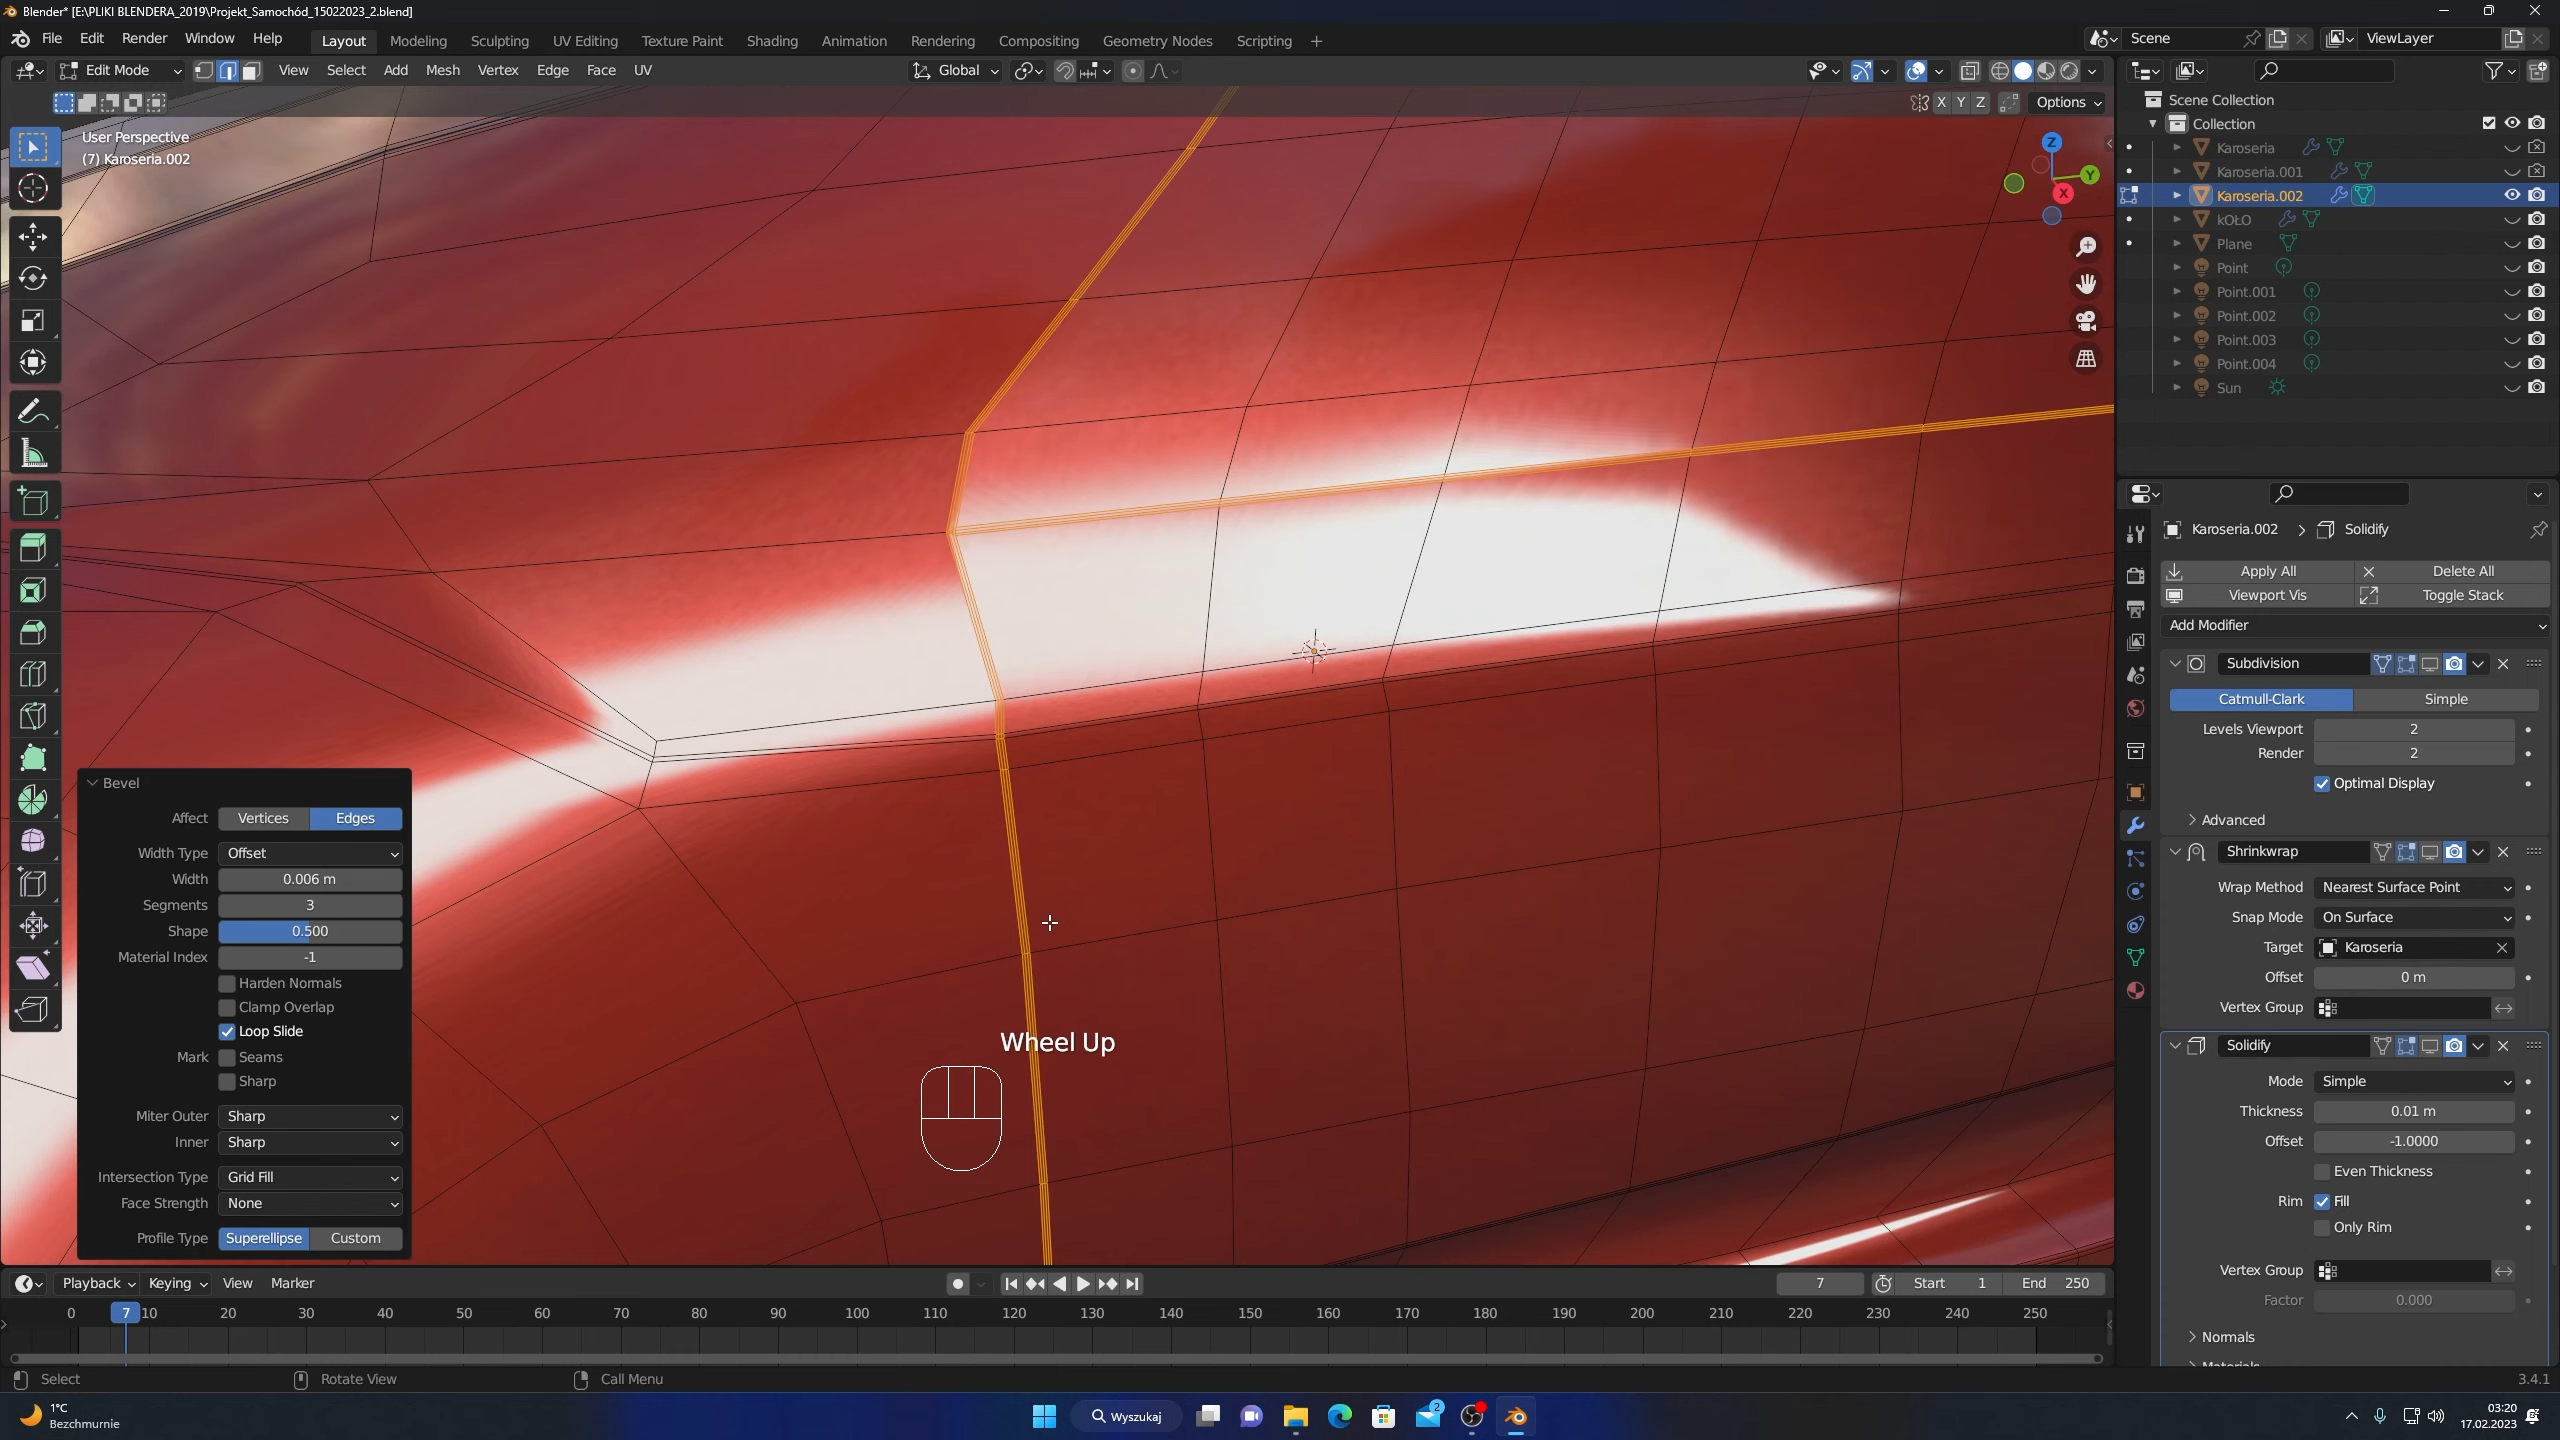 Blender* [E:\PLIKI BLENDERA_2019\Projekt_Samochód_15022023_2.blend]
File Edit Render Window Help Layout Modeling Sculpting UV Editing Texture Paint Shading Animation Rendering Compositing Geometry Nodes Scripting + Scene ViewLayer
Edit Mode View Select Add Mesh Vertex Edge Face UV Global
X Y Z Options
User Perspective
(7) Karoseria.002
Z
Y
X
Scene Collection
Collection
Karoseria
Karoseria.001
Karoseria.002
kOŁO
Plane
Point
Point.001
Point.002
Point.003
Point.004
Sun
Karoseria.002 > Solidify
Apply All Delete All
Viewport Vis Toggle Stack
Add Modifier
Subdivision
Catmull-Clark Simple
Levels Viewport 2
Render 2
Optimal Display
Advanced
Shrinkwrap
Wrap Method Nearest Surface Point
Snap Mode On Surface
Target Karoseria
Offset 0 m
Vertex Group
Solidify
Mode Simple
Thickness 0.01 m
Offset -1.0000
Even Thickness
Rim Fill
Only Rim
Vertex Group
Factor 0.000
Normals
Materials
Bevel
Affect Vertices Edges
Width Type Offset
Width 0.006 m
Segments 3
Shape 0.500
Material Index -1
Harden Normals
Clamp Overlap
Loop Slide
Mark Seams
Sharp
Miter Outer Sharp
Inner Sharp
Intersection Type Grid Fill
Face Strength None
Profile Type Superellipse Custom
Wheel Up
Playback Keying View Marker 7 Start 1 End 250
0 7 10 20 30 40 50 60 70 80 90 100 110 120 130 140 150 160 170 180 190 200 210 220 230 240 250
Select Rotate View Call Menu 3.4.1
1°C
Bezchmurnie
Wyszukaj
2
03:20
17.02.2023